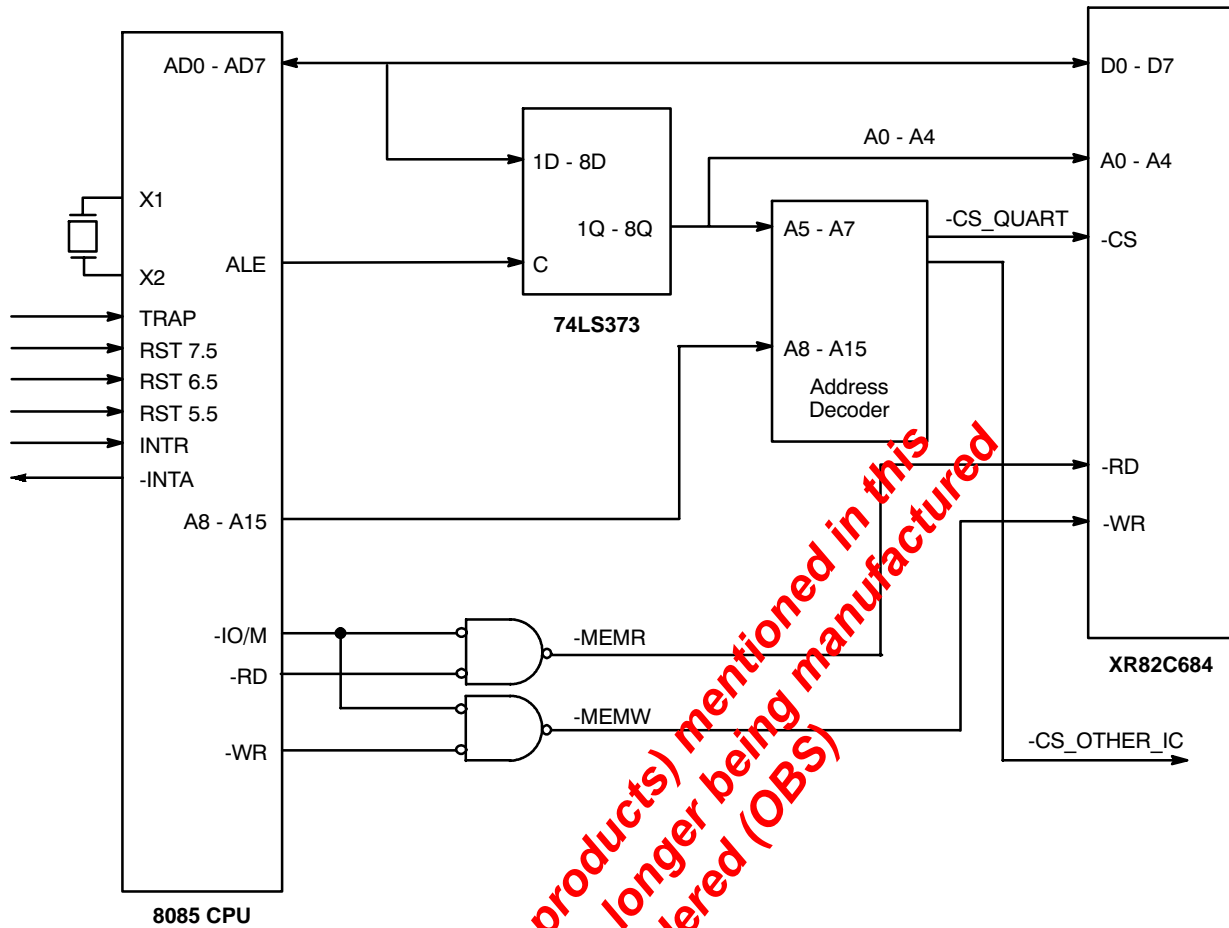 AD0 - AD7
D0 - D7
1D - 8D
A0 - A4
A0 - A4
X1
1Q - 8Q
A5 - A7
-CS_QUART
-CS
X2
ALE
C
TRAP
74LS373
RST 7.5
A8 - A15
RST 6.5
Address
Decoder
RST 5.5
INTR
-RD
-INTA
A8 - A15
-WR
-IO/M
-MEMR
-RD
XR82C684
-MEMW
-WR
-CS_OTHER_IC
8085 CPU
products) mentioned in this
longer being manufactured
(OBS)